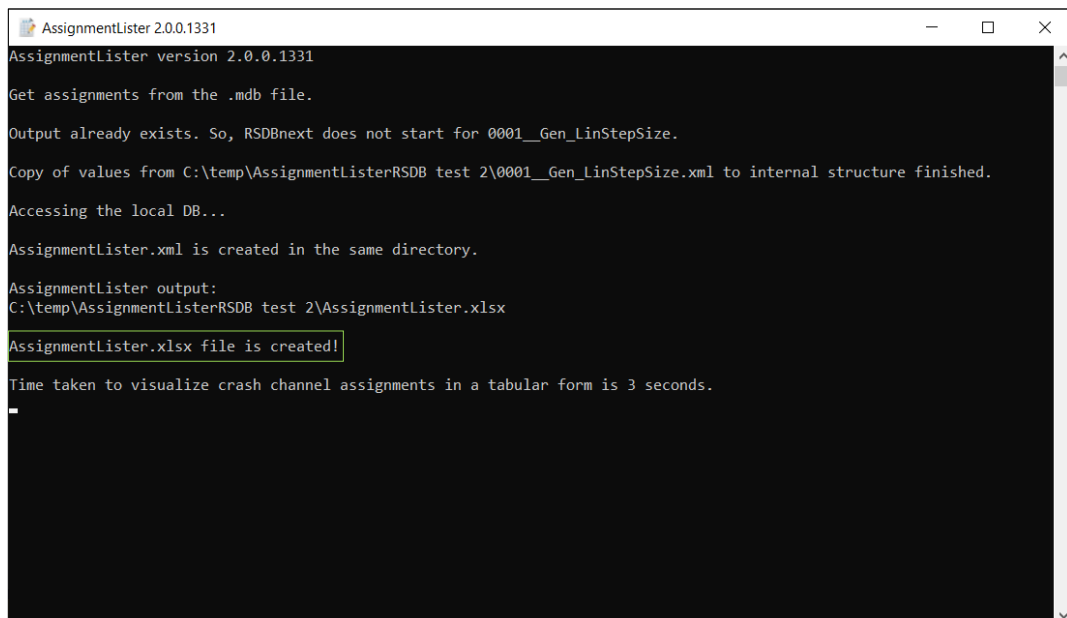 AssignmentLister 2.0.0.1331
AssignmentLister version 2.0.0.1331
Get assignments from the .mdb file.
Output already exists. So, RSDBnext does not start for 0001__Gen_LinStepSize.
Copy of values from C:\temp\AssignmentListerRSDB test 2\0001__Gen_LinStepSize.xml to internal structure finished.
Accessing the local DB...
AssignmentLister.xml is created in the same directory.
AssignmentLister output:
C:\temp\AssignmentListerRSDB test 2\AssignmentLister.xlsx
AssignmentLister.xlsx file is created!
Time taken to visualize crash channel assignments in a tabular form is 3 seconds.